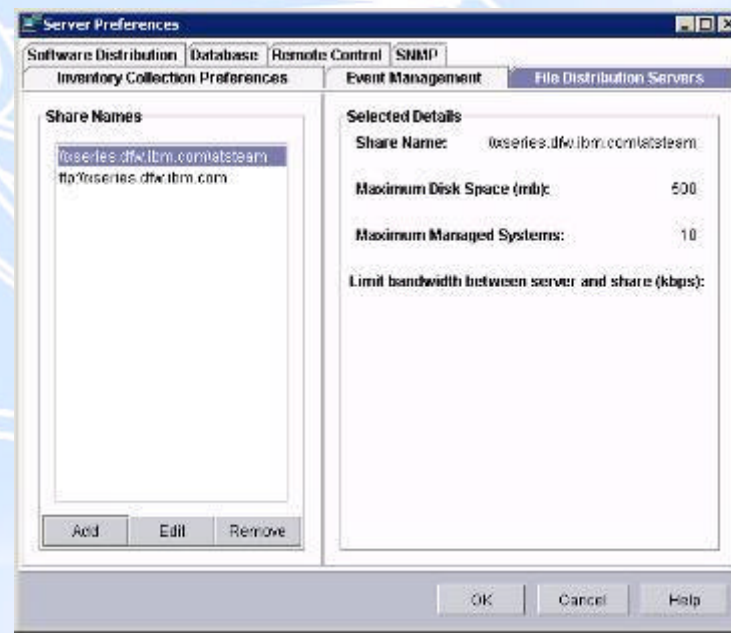 Server Preferences
Software Distribution Database Remote Control SNMP
Inventory Collection Preferences Event Management File Distribution Servers
Share Names
\\xseries.dfw.ibm.com\atsteam
ftp:\\xseries.dfw.ibm.com
Add Edit Remove
Selected Details
Share Name: \\xseries.dfw.ibm.com\atsteam
Maximum Disk Space (mb): 500
Maximum Managed Systems: 10
Limit bandwidth between server and share (kbps):
OK Cancel Help